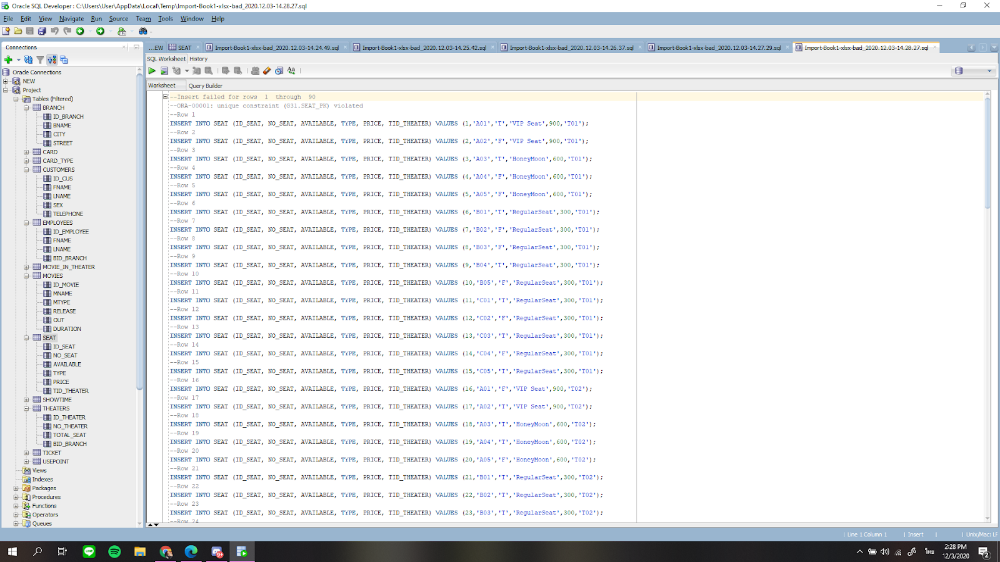 Oracle SQL Developer : C:\Users\User\AppData\Local\Temp\Import-Book1-xlsx-bad_2020.12.03-14.28.27.sql
File Edit View Navigate Run Source Team Tools Window Help
Connections
...EW SEAT Import-Book1-xlsx-bad_2020.12.03-14.24.49.sql Import-Book1-xlsx-bad_2020.12.03-14.25.42.sql Import-Book1-xlsx-bad_2020.12.03-14.26.37.sql Import-Book1-xlsx-bad_2020.12.03-14.27.29.sql Import-Book1-xlsx-bad_2020.12.03-14.28.27.sql
SQL Worksheet History
Worksheet Query Builder
Oracle Connections
NEW
Project
Tables (Filtered)
BRANCH
ID_BRANCH
BNAME
CITY
STREET
CARD
CARD_TYPE
CUSTOMERS
ID_CUS
FNAME
LNAME
SEX
TELEPHONE
EMPLOYEES
ID_EMPLOYEE
FNAME
LNAME
BID_BRANCH
MOVIE_IN_THEATER
MOVIES
ID_MOVIE
MNAME
MTYPE
RELEASE
OUT
DURATION
SEAT
ID_SEAT
NO_SEAT
AVAILABLE
TYPE
PRICE
TID_THEATER
SHOWTIME
THEATERS
ID_THEATER
NO_THEATER
TOTAL_SEAT
BID_BRANCH
TICKET
USEPOINT
Views
Indexes
Packages
Procedures
Functions
Operators
Queues
--Insert failed for rows 1 through 90
--ORA-00001: unique constraint (G31.SEAT_PK) violated
--Row 1
INSERT INTO SEAT (ID_SEAT, NO_SEAT, AVAILABLE, TYPE, PRICE, TID_THEATER) VALUES (1,'A01','T','VIP Seat',900,'T01');
--Row 2
INSERT INTO SEAT (ID_SEAT, NO_SEAT, AVAILABLE, TYPE, PRICE, TID_THEATER) VALUES (2,'A02','F','VIP Seat',900,'T01');
--Row 3
INSERT INTO SEAT (ID_SEAT, NO_SEAT, AVAILABLE, TYPE, PRICE, TID_THEATER) VALUES (3,'A03','T','HoneyMoon',600,'T01');
--Row 4
INSERT INTO SEAT (ID_SEAT, NO_SEAT, AVAILABLE, TYPE, PRICE, TID_THEATER) VALUES (4,'A04','F','HoneyMoon',600,'T01');
--Row 5
INSERT INTO SEAT (ID_SEAT, NO_SEAT, AVAILABLE, TYPE, PRICE, TID_THEATER) VALUES (5,'A05','F','HoneyMoon',600,'T01');
--Row 6
INSERT INTO SEAT (ID_SEAT, NO_SEAT, AVAILABLE, TYPE, PRICE, TID_THEATER) VALUES (6,'B01','T','RegularSeat',300,'T01');
--Row 7
INSERT INTO SEAT (ID_SEAT, NO_SEAT, AVAILABLE, TYPE, PRICE, TID_THEATER) VALUES (7,'B02','F','RegularSeat',300,'T01');
--Row 8
INSERT INTO SEAT (ID_SEAT, NO_SEAT, AVAILABLE, TYPE, PRICE, TID_THEATER) VALUES (8,'B03','F','RegularSeat',300,'T01');
--Row 9
INSERT INTO SEAT (ID_SEAT, NO_SEAT, AVAILABLE, TYPE, PRICE, TID_THEATER) VALUES (9,'B04','T','RegularSeat',300,'T01');
--Row 10
INSERT INTO SEAT (ID_SEAT, NO_SEAT, AVAILABLE, TYPE, PRICE, TID_THEATER) VALUES (10,'B05','F','RegularSeat',300,'T01');
--Row 11
INSERT INTO SEAT (ID_SEAT, NO_SEAT, AVAILABLE, TYPE, PRICE, TID_THEATER) VALUES (11,'C01','T','RegularSeat',300,'T01');
--Row 12
INSERT INTO SEAT (ID_SEAT, NO_SEAT, AVAILABLE, TYPE, PRICE, TID_THEATER) VALUES (12,'C02','F','RegularSeat',300,'T01');
--Row 13
INSERT INTO SEAT (ID_SEAT, NO_SEAT, AVAILABLE, TYPE, PRICE, TID_THEATER) VALUES (13,'C03','T','RegularSeat',300,'T01');
--Row 14
INSERT INTO SEAT (ID_SEAT, NO_SEAT, AVAILABLE, TYPE, PRICE, TID_THEATER) VALUES (14,'C04','F','RegularSeat',300,'T01');
--Row 15
INSERT INTO SEAT (ID_SEAT, NO_SEAT, AVAILABLE, TYPE, PRICE, TID_THEATER) VALUES (15,'C05','T','RegularSeat',300,'T01');
--Row 16
INSERT INTO SEAT (ID_SEAT, NO_SEAT, AVAILABLE, TYPE, PRICE, TID_THEATER) VALUES (16,'A01','F','VIP Seat',900,'T02');
--Row 17
INSERT INTO SEAT (ID_SEAT, NO_SEAT, AVAILABLE, TYPE, PRICE, TID_THEATER) VALUES (17,'A02','T','VIP Seat',900,'T02');
--Row 18
INSERT INTO SEAT (ID_SEAT, NO_SEAT, AVAILABLE, TYPE, PRICE, TID_THEATER) VALUES (18,'A03','T','HoneyMoon',600,'T02');
--Row 19
INSERT INTO SEAT (ID_SEAT, NO_SEAT, AVAILABLE, TYPE, PRICE, TID_THEATER) VALUES (19,'A04','T','HoneyMoon',600,'T02');
--Row 20
INSERT INTO SEAT (ID_SEAT, NO_SEAT, AVAILABLE, TYPE, PRICE, TID_THEATER) VALUES (20,'A05','F','HoneyMoon',600,'T02');
--Row 21
INSERT INTO SEAT (ID_SEAT, NO_SEAT, AVAILABLE, TYPE, PRICE, TID_THEATER) VALUES (21,'B01','T','RegularSeat',300,'T02');
--Row 22
INSERT INTO SEAT (ID_SEAT, NO_SEAT, AVAILABLE, TYPE, PRICE, TID_THEATER) VALUES (22,'B02','T','RegularSeat',300,'T02');
--Row 23
INSERT INTO SEAT (ID_SEAT, NO_SEAT, AVAILABLE, TYPE, PRICE, TID_THEATER) VALUES (23,'B03','T','RegularSeat',300,'T02');
--Row 24
Line 1 Column 1 Insert Unix/Mac: LF
ไทย 2:28 PM
12/3/2020 2